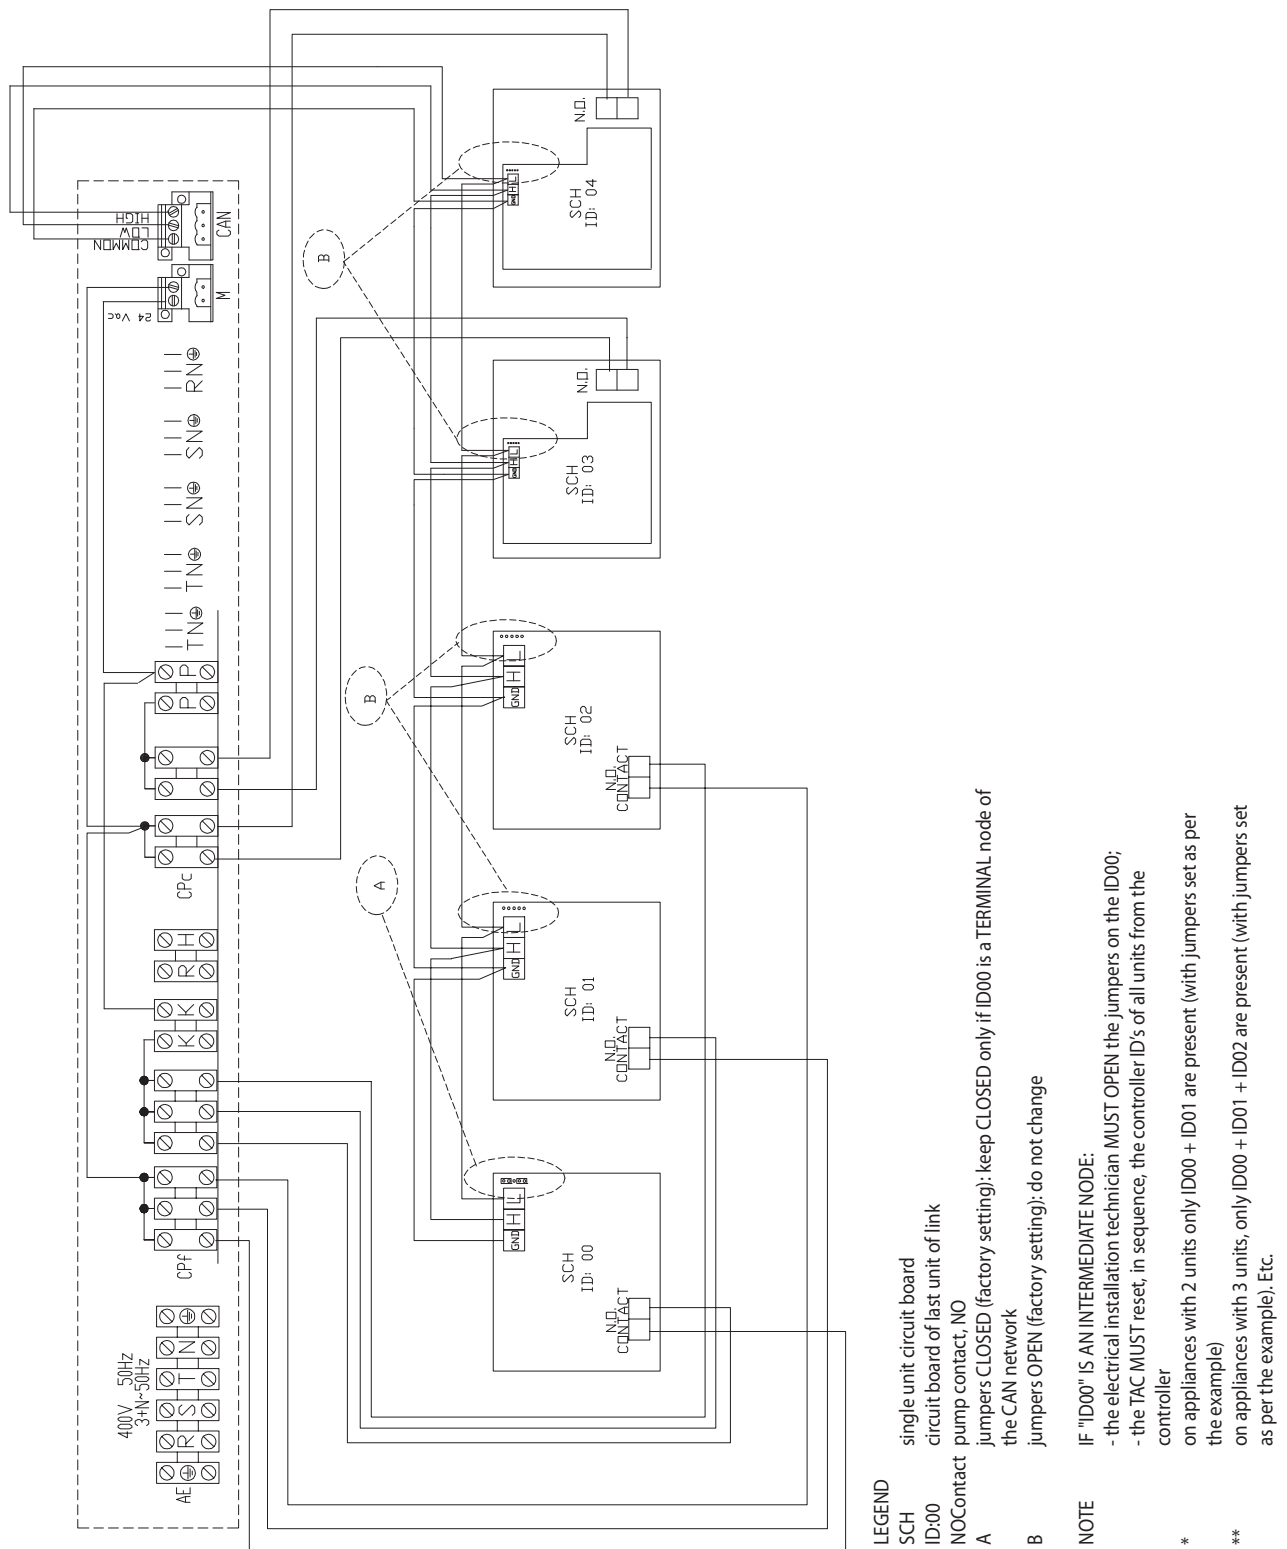 400V 50Hz
3+N~50Hz
AE ⏚ R S T N ⏚
CPf
K K
R H
CPc
P P
TN⏚ TN⏚ SN⏚ SN⏚ RN⏚
24 Vac
M
COMMON
LOW
HIGH
CAN
A
B
B
GND H L
SCH
ID: 00
N.O.
CONTACT
GND H L
SCH
ID: 01
N.O.
CONTACT
GND H L
SCH
ID: 02
N.O.
CONTACT
GND H L
SCH
ID: 03
N.O.
GND H L
SCH
ID: 04
N.O.
LEGEND
SCH single unit circuit board
ID:00 circuit board of last unit of link
NOContact pump contact, NO
A jumpers CLOSED (factory setting): keep CLOSED only if ID00 is a TERMINAL node of
the CAN network
B jumpers OPEN (factory setting): do not change
NOTE IF "ID00" IS AN INTERMEDIATE NODE:
- the electrical installation technician MUST OPEN the jumpers on the ID00;
- the TAC MUST reset, in sequence, the controller ID's of all units from the
controller
* on appliances with 2 units only ID00 + ID01 are present (with jumpers set as per
the example)
** on appliances with 3 units, only ID00 + ID01 + ID02 are present (with jumpers set
as per the example). Etc.